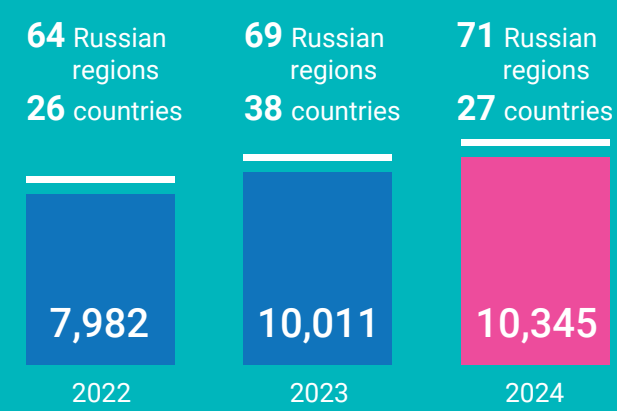 64 Russian
regions
26 countries
69 Russian
regions
38 countries
71 Russian
regions
27 countries
7,982
10,011
10,345
2022
2023
2024